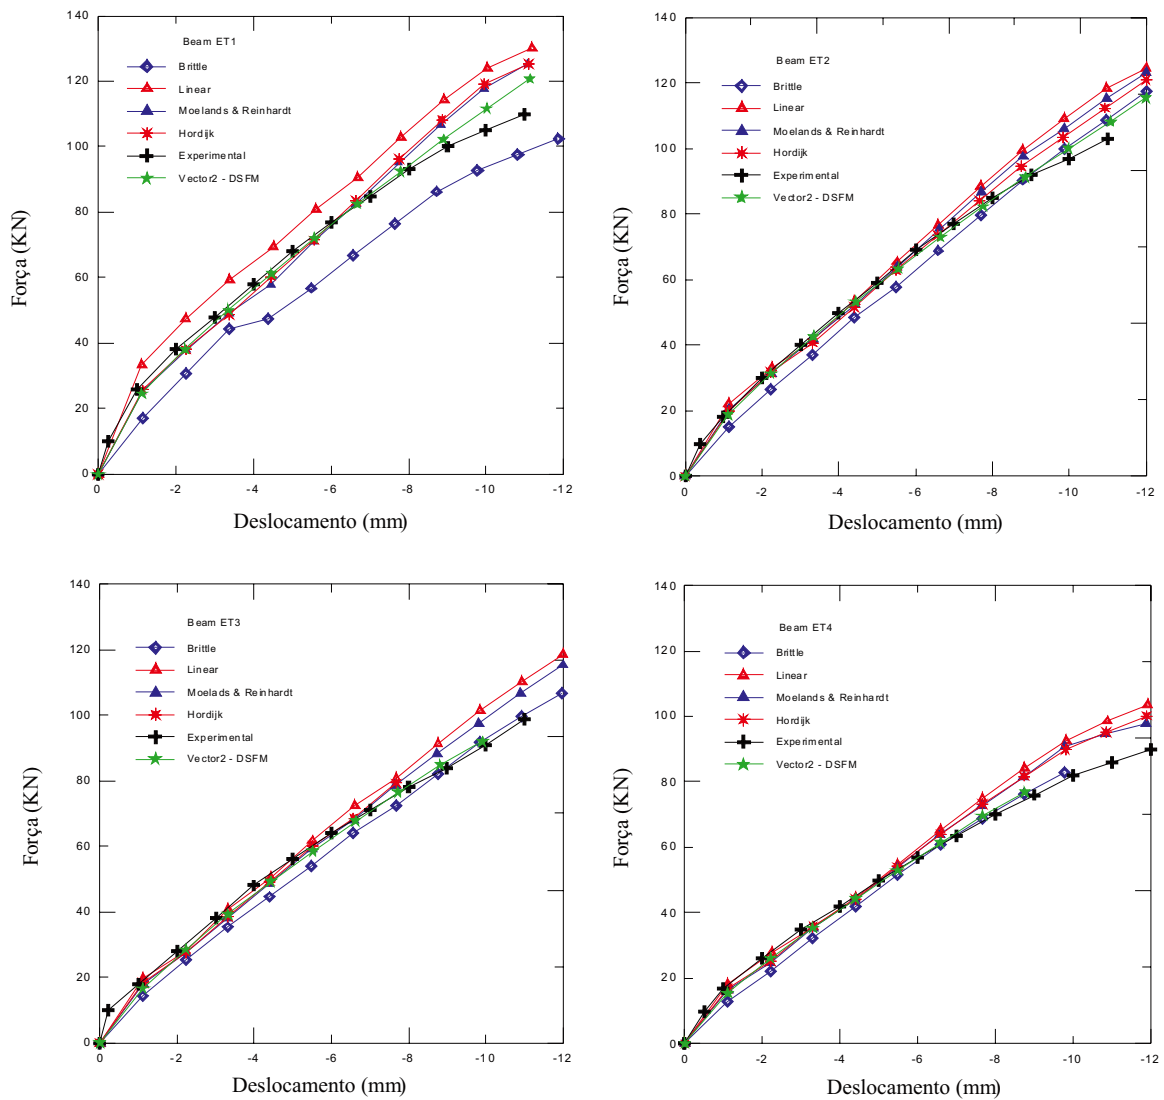 140
120
100
80
60
40
20
0
Força (KN)
Beam ET1
Brittle
Linear
Moelands & Reinhardt
Hordijk
Experimental
Vector2 - DSFM
0 -2 -4 -6 -8 -10 -12
Deslocamento (mm)
140
120
100
80
60
40
20
0
Força (KN)
Beam ET2
Brittle
Linear
Moelands & Reinhardt
Hordijk
Experimental
Vector2 - DSFM
0 -2 -4 -6 -8 -10 -12
Deslocamento (mm)
140
120
100
80
60
40
20
0
Força (KN)
Beam ET3
Brittle
Linear
Moelads & Reinhardt
Hordijk
Experimental
Vector2 - DSFM
0 -2 -4 -6 -8 -10 -12
Deslocamento (mm)
140
120
100
80
60
40
20
0
Força (KN)
Beam ET4
Brittle
Linear
Moelands & Reinhardt
Hordijk
Experimental
Vector2 - DSFM
0 -2 -4 -6 -8 -10 -12
Deslocamento (mm)